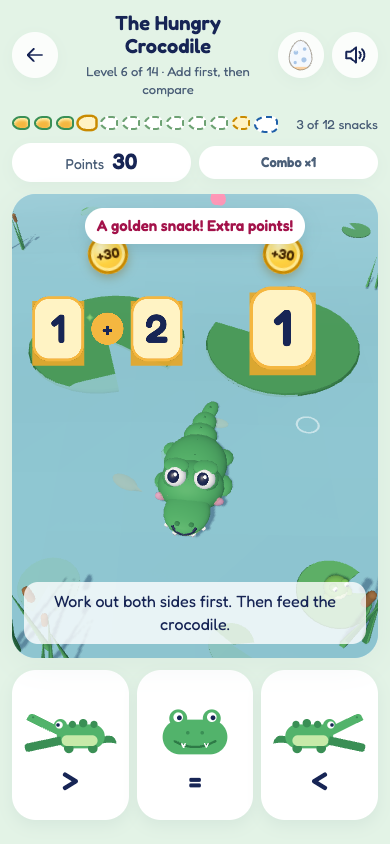 The Hungry
Crocodile
Level 6 of 14 · Add first, then
compare
3 of 12 snacks
Points 30
Combo x1
A golden snack! Extra points!
+30
+30
1 + 2
1
Work out both sides first. Then feed the
crocodile.
>
=
<